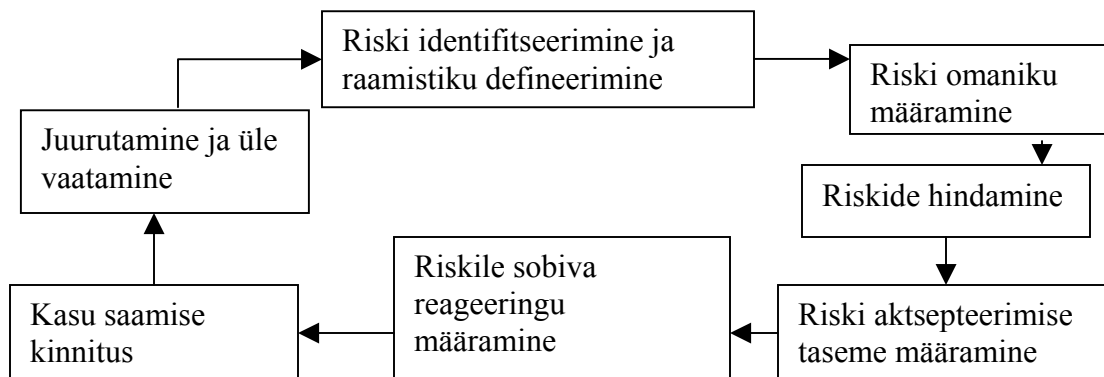 Riski identifitseerimine ja
raamistiku defineerimine
Riski omaniku
määramine
Riskide hindamine
Riski aktsepteerimise
taseme määramine
Riskile sobiva
reageeringu
määramine
Kasu saamise
kinnitus
Juurutamine ja üle
vaatamine